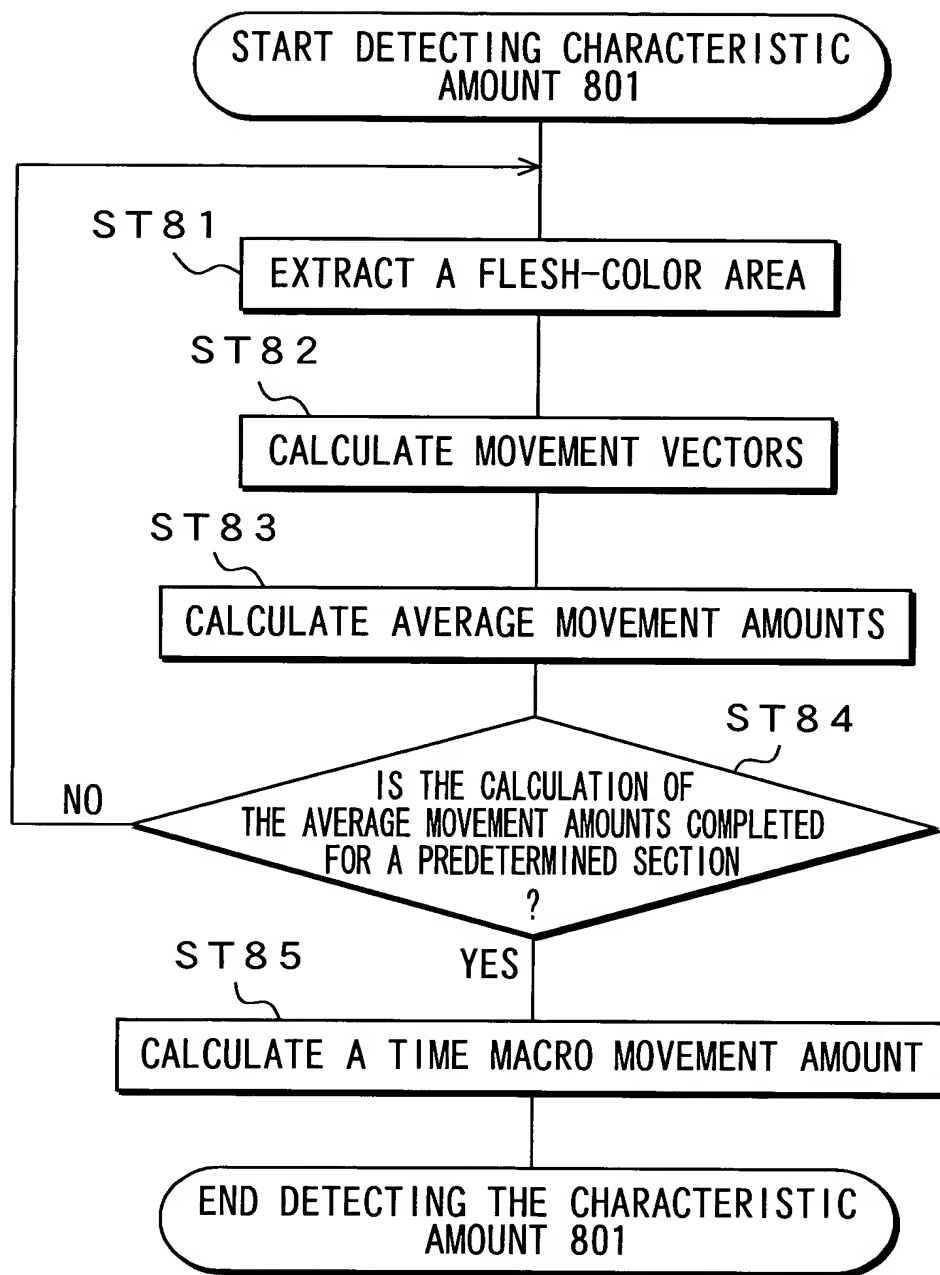 START DETECTING CHARACTERISTIC
AMOUNT 801
ST81
EXTRACT A FLESH-COLOR AREA
ST82
CALCULATE MOVEMENT VECTORS
ST83
CALCULATE AVERAGE MOVEMENT AMOUNTS
ST84
IS THE CALCULATION OF
THE AVERAGE MOVEMENT AMOUNTS COMPLETED
FOR A PREDETERMINED SECTION
?
NO
YES
ST85
CALCULATE A TIME MACRO MOVEMENT AMOUNT
END DETECTING THE CHARACTERISTIC
AMOUNT 801